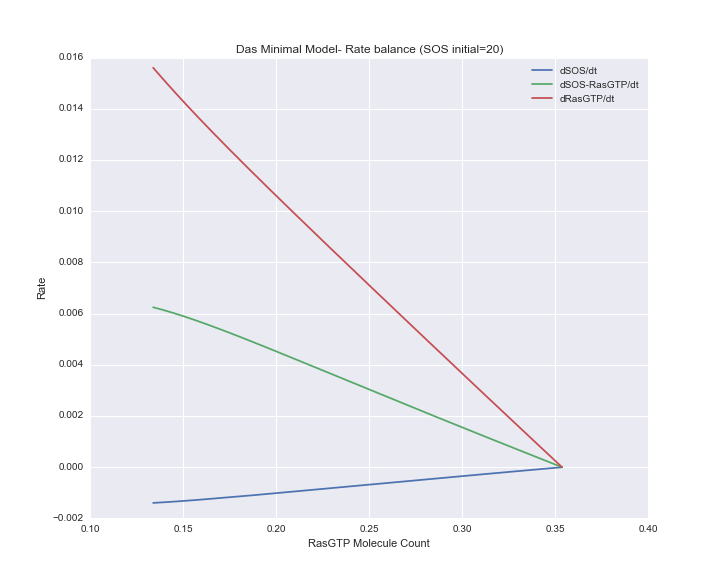 Das Minimal Model- Rate balance (SOS initial=20)
dSOS/dt
dSOS-RasGTP/dt
dRasGTP/dt
Rate
0.016
0.014
0.012
0.010
0.008
0.006
0.004
0.002
0.000
−0.002
0.10 0.15 0.20 0.25 0.30 0.35 0.40
RasGTP Molecule Count